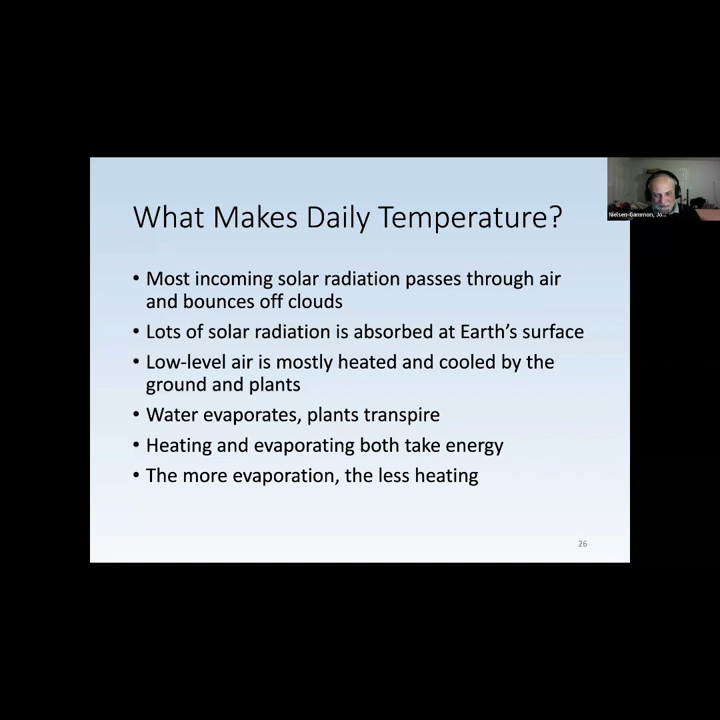 What Makes Daily Temperature?
Nielsen-Gammon, Jo...
• Most incoming solar radiation passes through air
and bounces off clouds
• Lots of solar radiation is absorbed at Earth's surface
• Low-level air is mostly heated and cooled by the
ground and plants
• Water evaporates, plants transpire
• Heating and evaporating both take energy
• The more evaporation, the less heating
26